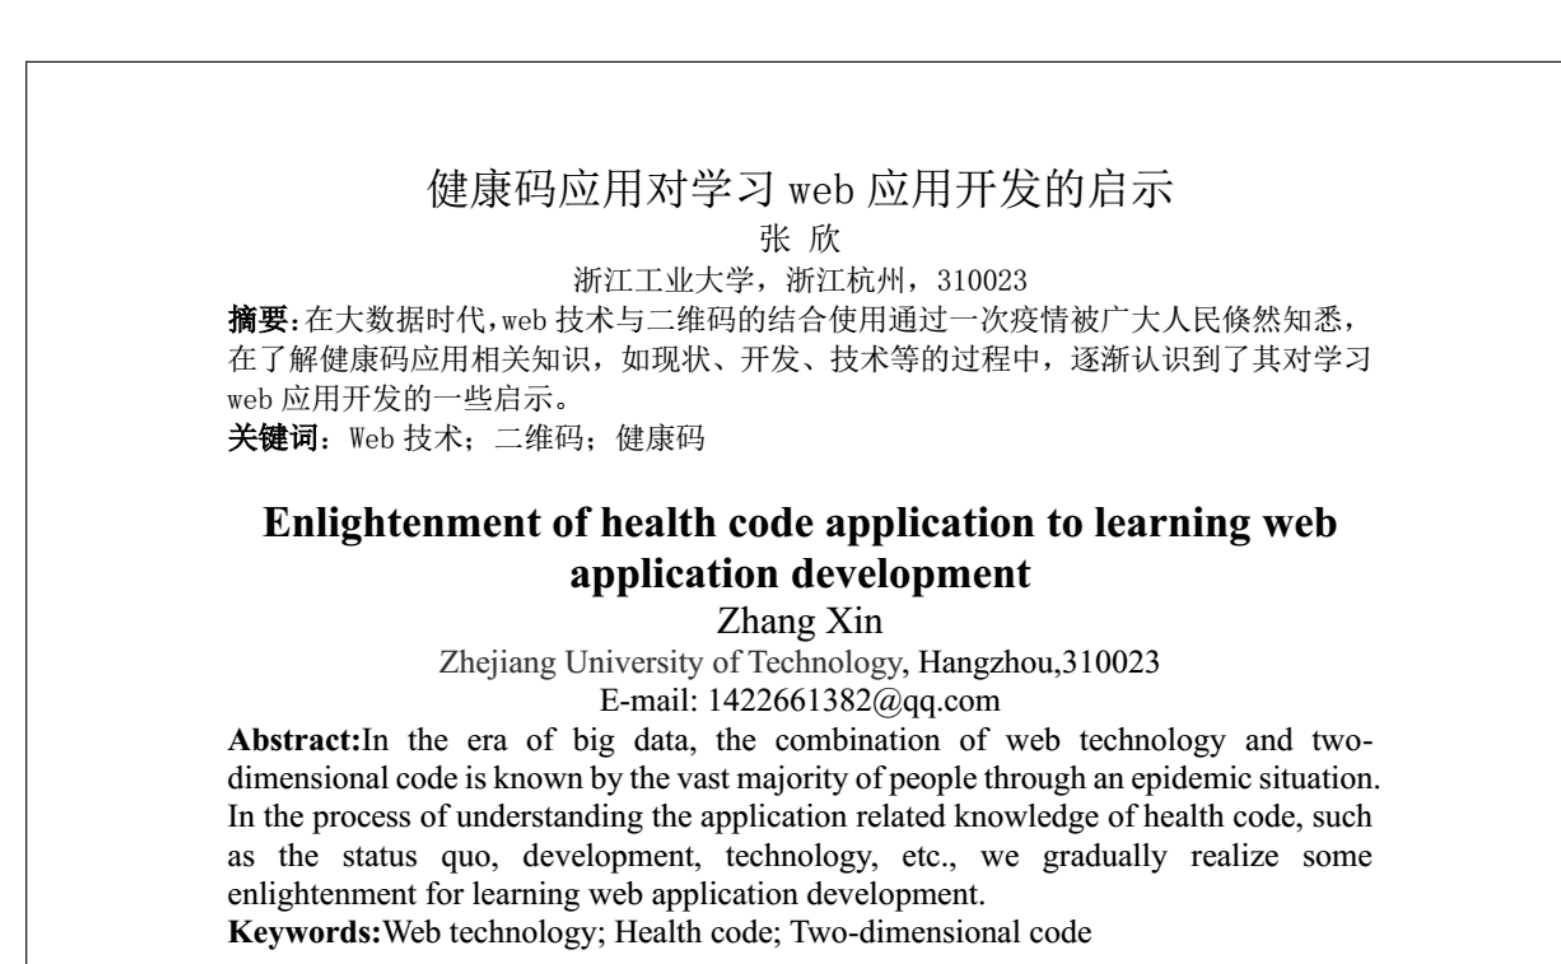 健康码应用对学习 web 应用开发的启示
张 欣
浙江工业大学，浙江杭州，310023
摘要：在大数据时代，web 技术与二维码的结合使用通过一次疫情被广大人民倏然知悉，
在了解健康码应用相关知识，如现状、开发、技术等的过程中，逐渐认识到了其对学习
web 应用开发的一些启示。
关键词：Web 技术；二维码；健康码
Enlightenment of health code application to learning web
application development
Zhang Xin
Zhejiang University of Technology, Hangzhou,310023
E-mail: 1422661382@qq.com
Abstract:In the era of big data, the combination of web technology and two-
dimensional code is known by the vast majority of people through an epidemic situation.
In the process of understanding the application related knowledge of health code, such
as the status quo, development, technology, etc., we gradually realize some
enlightenment for learning web application development.
Keywords:Web technology; Health code; Two-dimensional code